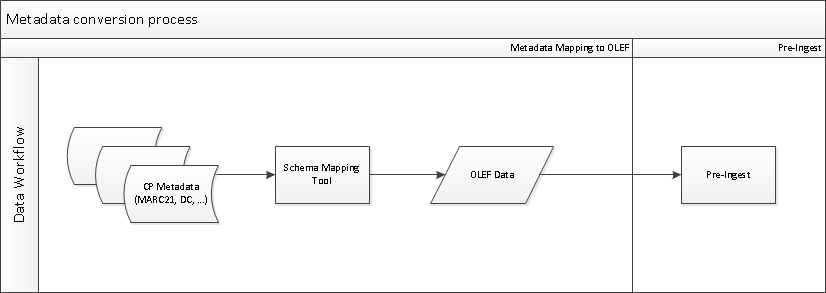 Metadata conversion process
Metadata Mapping to OLEF
Pre-Ingest
Data Workflow
CP Metadata
(MARC21, DC, ...)
Schema Mapping
Tool
OLEF Data
Pre-Ingest